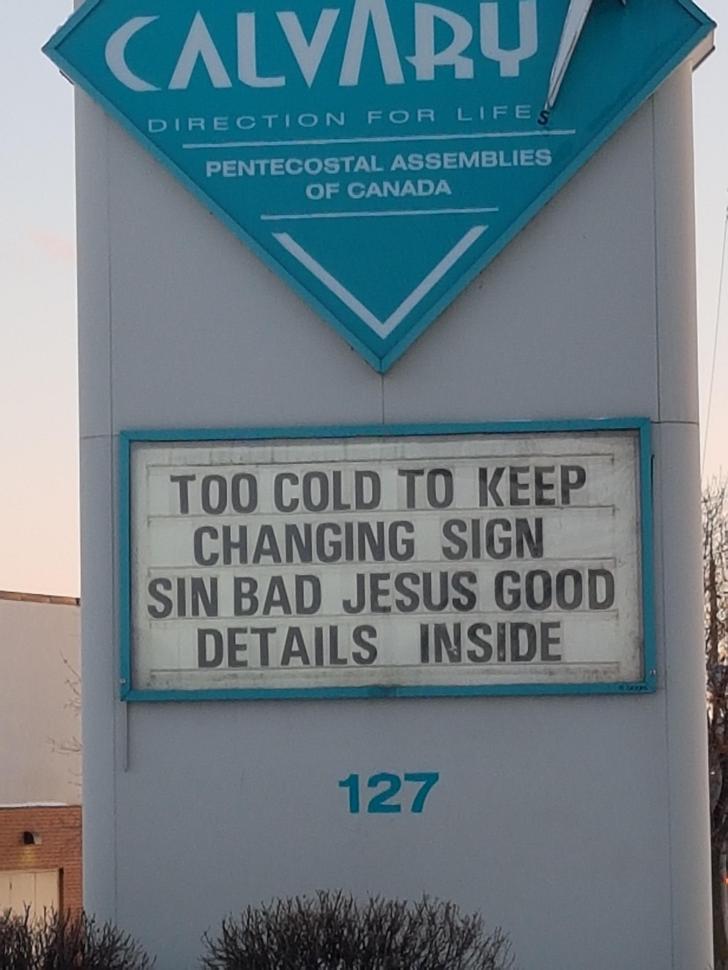 CALVARY
DIRECTION FOR LIFE
PENTECOSTAL ASSEMBLIES
OF CANADA
TOO COLD TO KEEP
CHANGING SIGN
SIN BAD JESUS GOOD
DETAILS INSIDE
127